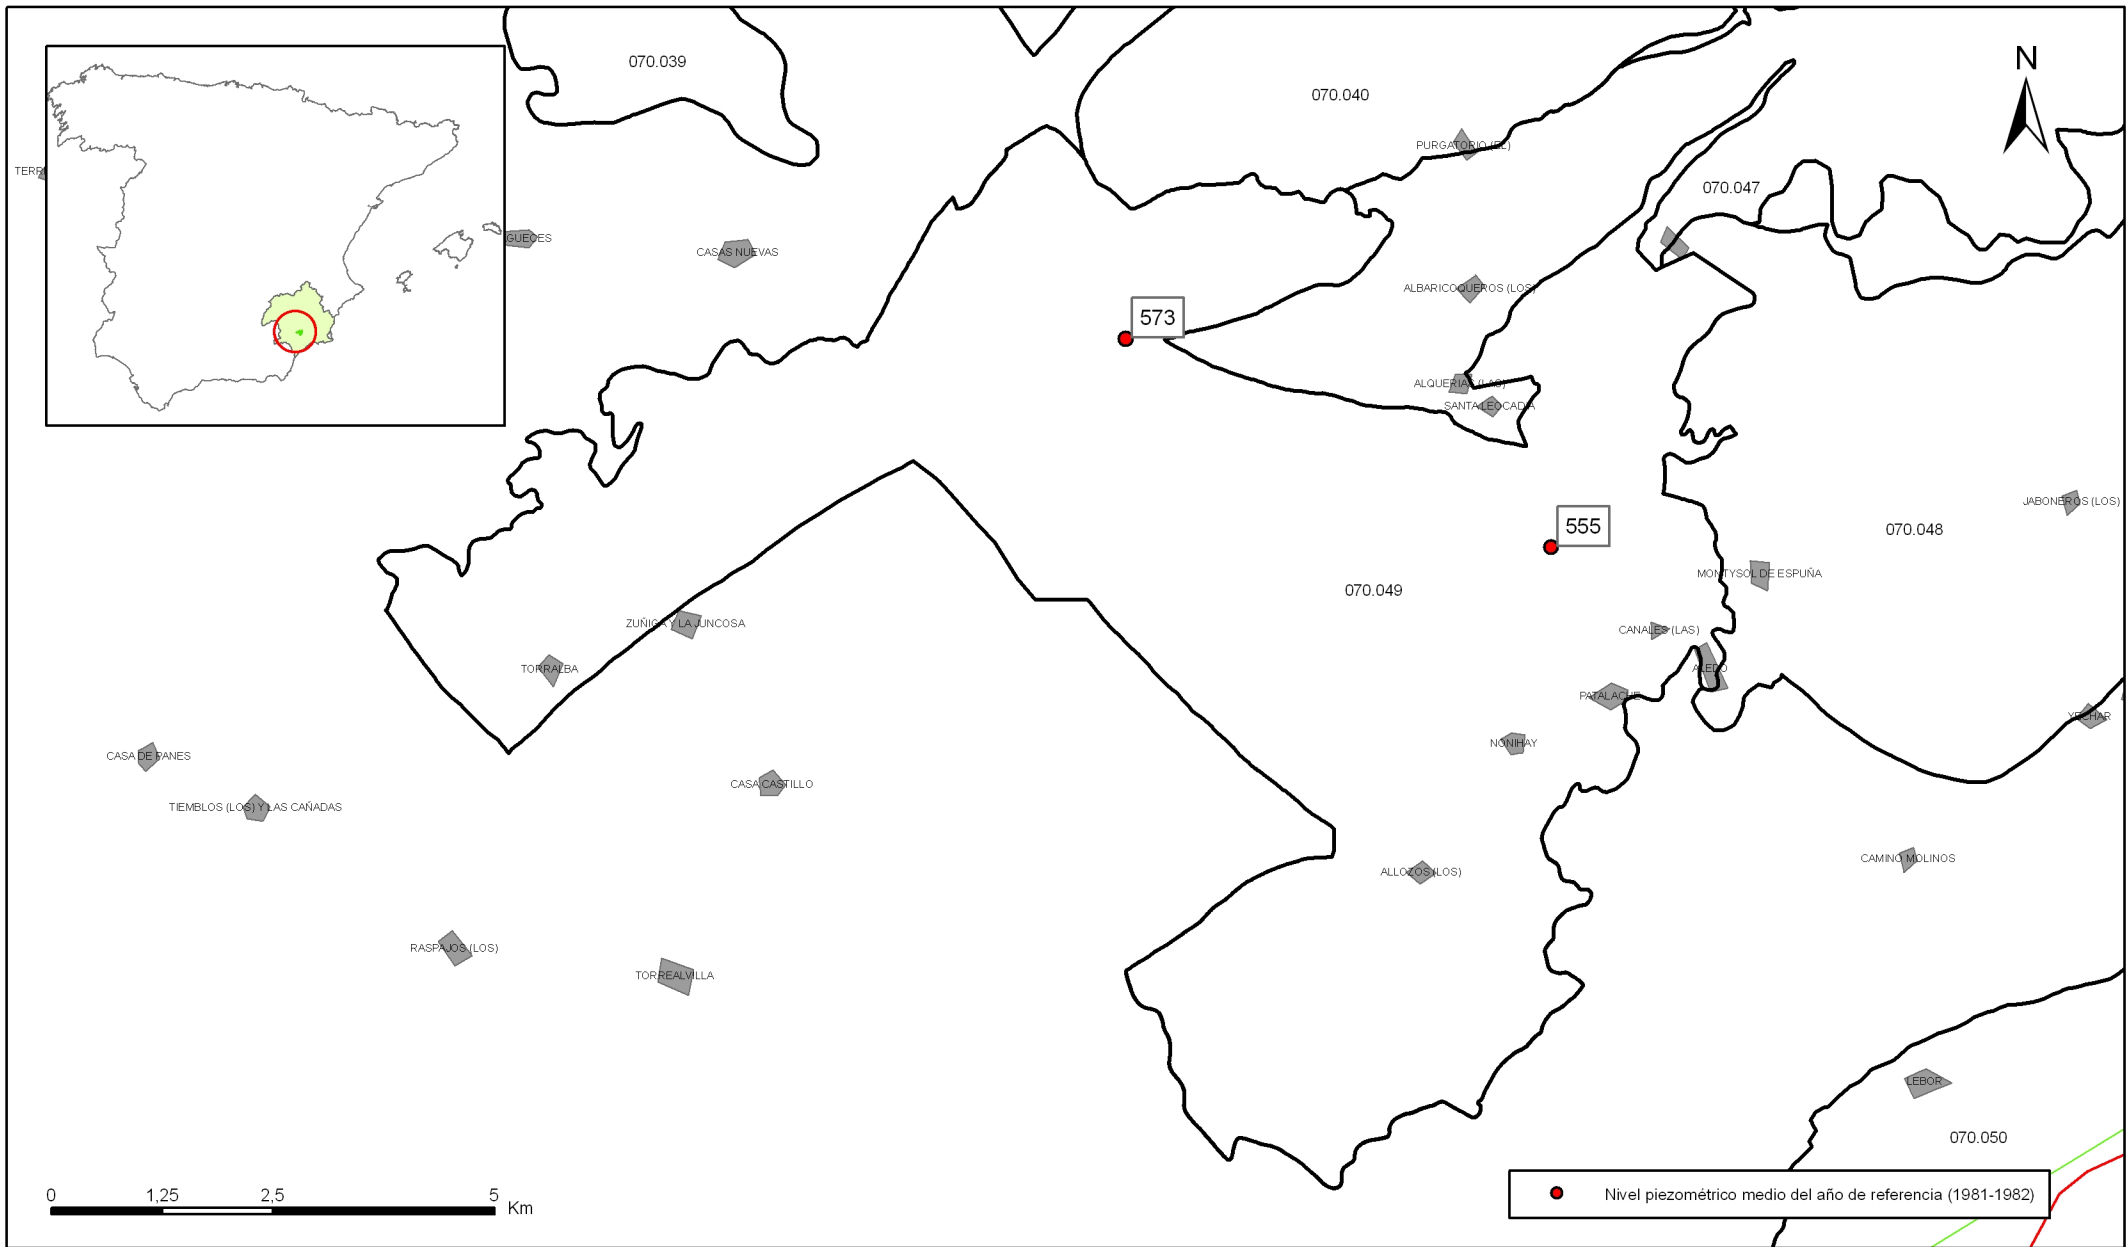 070.039
070.040
N
PURGATORIO (EL)
TERR
070.047
GUECES
CASAS NUEVAS
ALBARICOQUEROS (LOS)
573
ALQUERIAS (LAS)
SANTA LEOCADIA
JABONEROS (LOS)
555
070.048
MONTYSOL DE ESPUÑA
070.049
ZUÑIGA Y LA JUNCOSA
CANALES (LAS)
TORRALBA
ALEDO
PATALACHE
YECHAR
NONIHAY
CASA DE PANES
CASA CASTILLO
TIEMBLOS (LOS) Y LAS CAÑADAS
CAMINO MOLINOS
ALLOZOS (LOS)
RASPAJOS (LOS)
TORREALVILLA
LEBOR
070.050
0 1,25 2,5 5 Km
Nivel piezométrico medio del año de referencia (1981-1982)